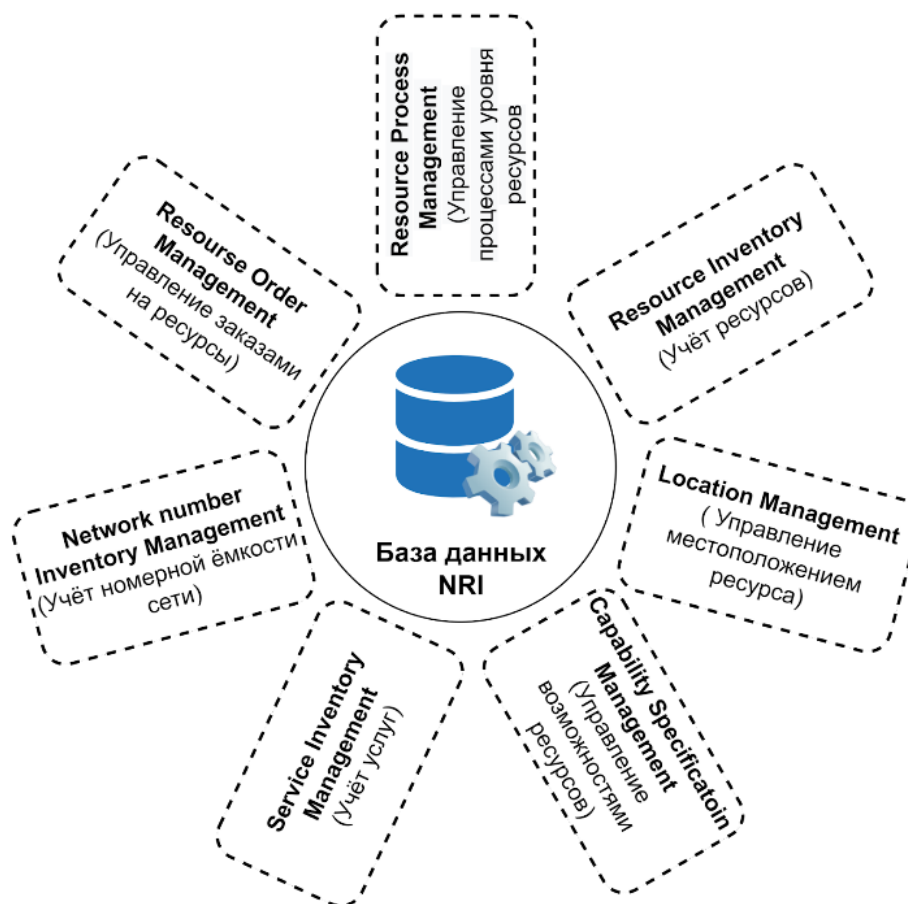 Resource Process
Management
(Управление
процессами уровня
ресурсов
Resource Inventory
Management
(Учёт ресурсов)
Location Management
( Управление
местоположением
ресурса)
Capability Specificatoin
Management
(Управление
возможностями
ресурсов)
Service Inventory
Management
(Учёт услуг)
Network number
Inventory Management
(Учёт номерной ёмкости
сети)
Resourse Order
Management
(Управление заказами
на ресурсы)
База данных
NRI